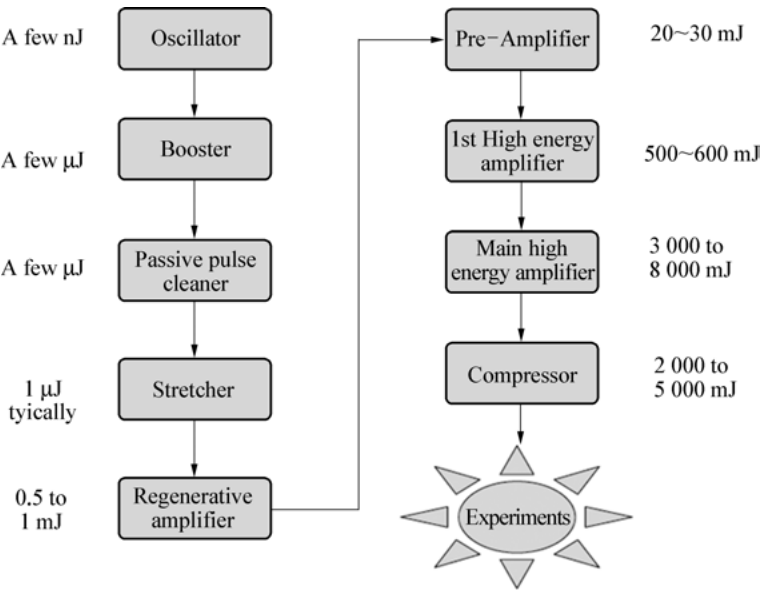 A few nJ
Oscillator
A few μJ
Booster
A few μJ
Passive pulse
cleaner
1 μJ
tyically
Stretcher
0.5 to
1 mJ
Regenerative
amplifier
Pre−Amplifier
20~30 mJ
1st High energy
amplifier
500~600 mJ
Main high
energy amplifier
3 000 to
8 000 mJ
Compressor
2 000 to
5 000 mJ
Experiments